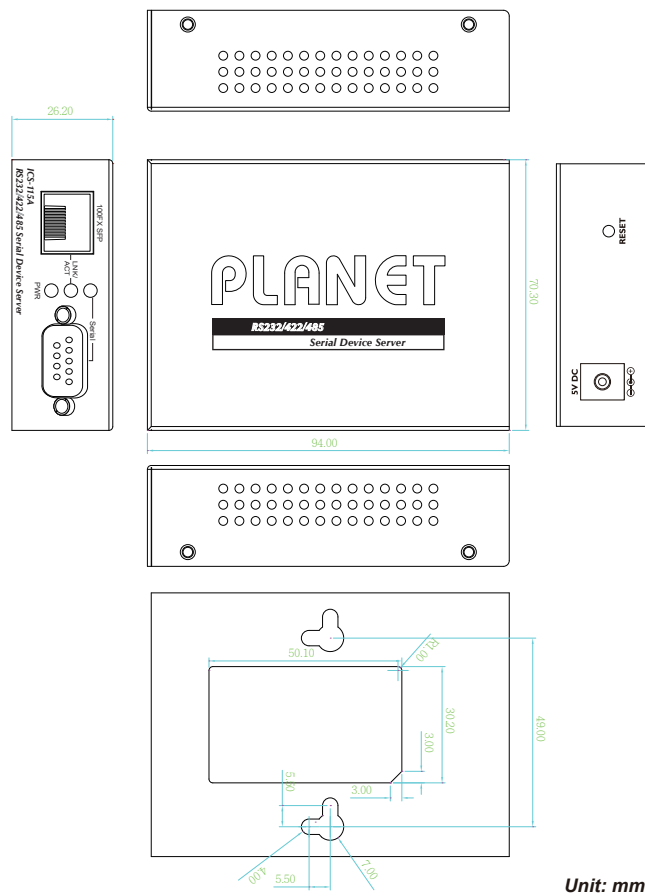 26.20
ICS-115A
RS232/422/485 Serial Device Server
100FX SFP
LNK/
ACT
PWR
Serial
PLANET
RS232/422/485
Serial Device Server
70.30
94.00
RESET
5V DC
50.10
R1.00
30.20
49.00
3.00
3.00
5.50
5.50
4.00
7.00
Unit: mm